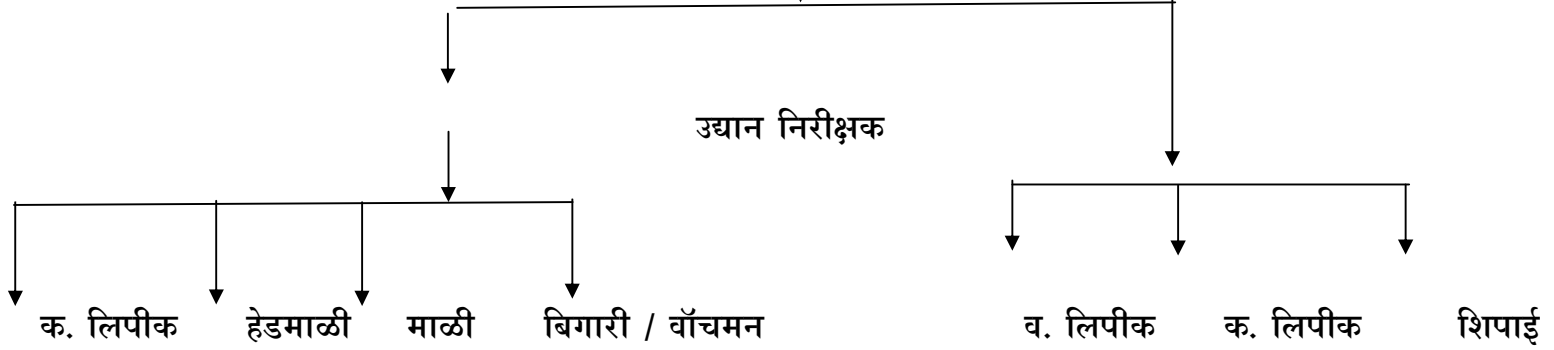 उद्यान निरीक्षक
क. लिपीक हेडमाळी माळी बिगारी / वॉचमन व. लिपीक क. लिपीक शिपाई